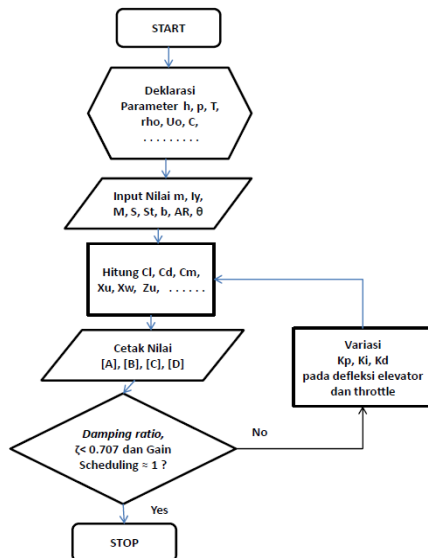 START
Deklarasi
Parameter h, p, T,
rho, Uo, C,
. . . . . . . . .
Input Nilai m, Iy,
M, S, St, b, AR, θ
Hitung Cl, Cd, Cm,
Xu, Xw, Zu, . . . . . .
Cetak Nilai
[A], [B], [C], [D]
Variasi
Kp, Ki, Kd
pada defleksi elevator
dan throttle
Damping ratio,
ζ< 0.707 dan Gain
Scheduling ≈ 1 ?
No
Yes
STOP